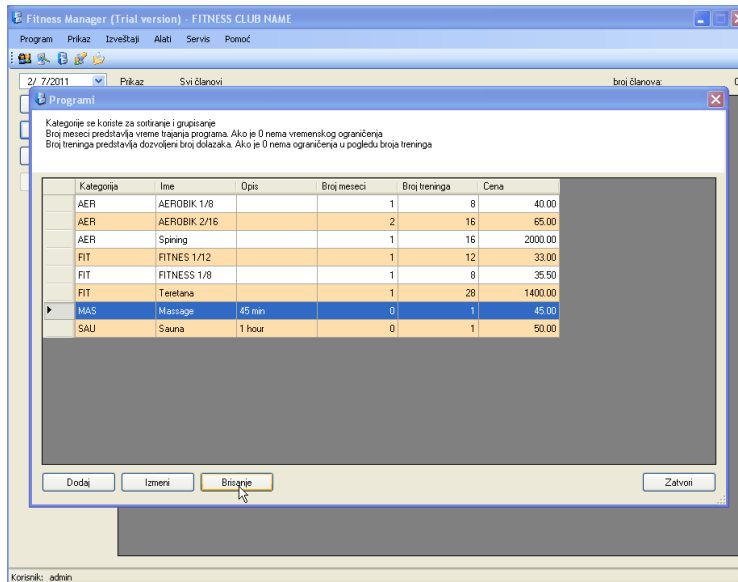 Fitness Manager (Trial version) - FITNESS CLUB NAME
Program Prikaz Izveštaji Alati Servis Pomoć
2/ 7/2011 Prikaz Svi članovi broj članova: 0
Programi
Kategorije se koriste za sortiranje i grupisanje
Broj meseci predstavlja vreme trajanja programa. Ako je 0 nema vremenskog ograničenja
Broj treninga predstavlja dozvoljeni broj dolazaka. Ako je 0 nema ograničenja u pogledu broja treninga
Kategorija Ime Opis Broj meseci Broj treninga Cena
AER AEROBIK 1/8 1 8 40.00
AER AEROBIK 2/16 2 16 65.00
AER Spining 1 16 2000.00
FIT FITNES 1/12 1 12 33.00
FIT FITNESS 1/8 1 8 35.50
FIT Teretana 1 28 1400.00
MAS Massage 45 min 0 1 45.00
SAU Sauna 1 hour 0 1 50.00
Dodaj Izmeni Brisanje Zatvori
Korisnik: admin